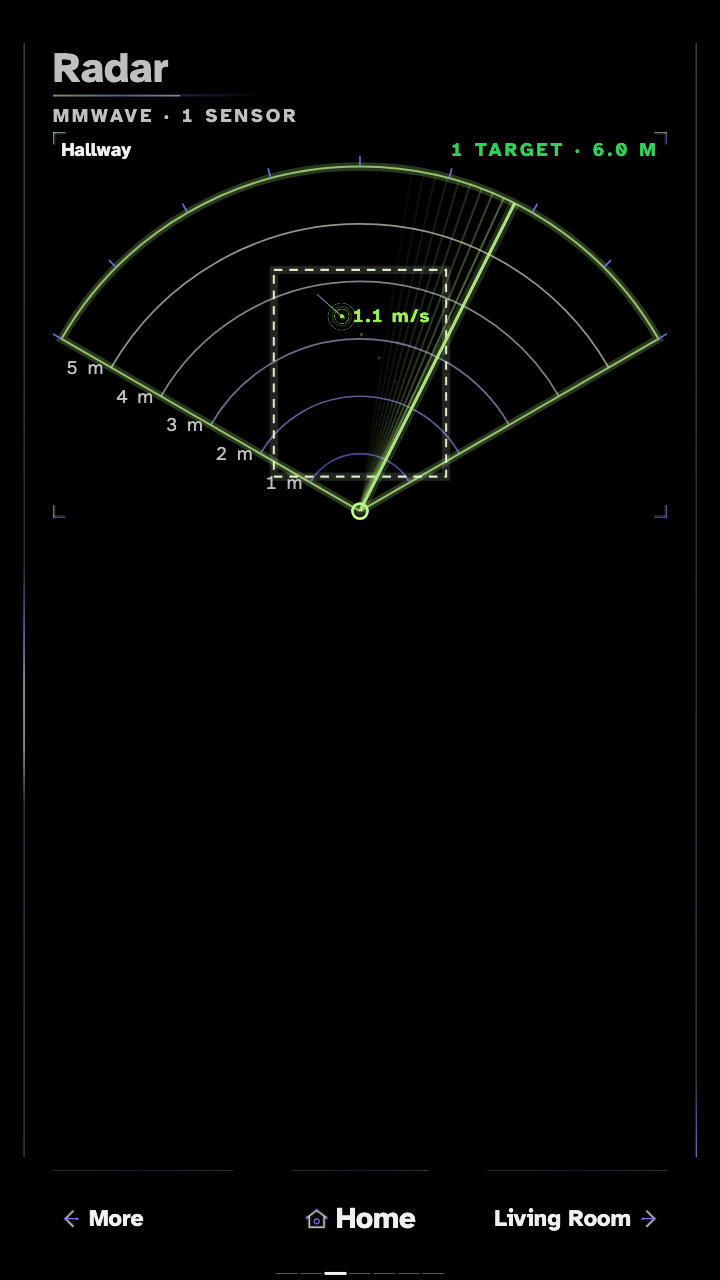 Radar
MMWAVE · 1 SENSOR
Hallway
1 TARGET · 6.0 M
1.1 m/s
5 m
4 m
3 m
2 m
1 m
More
Home
Living Room